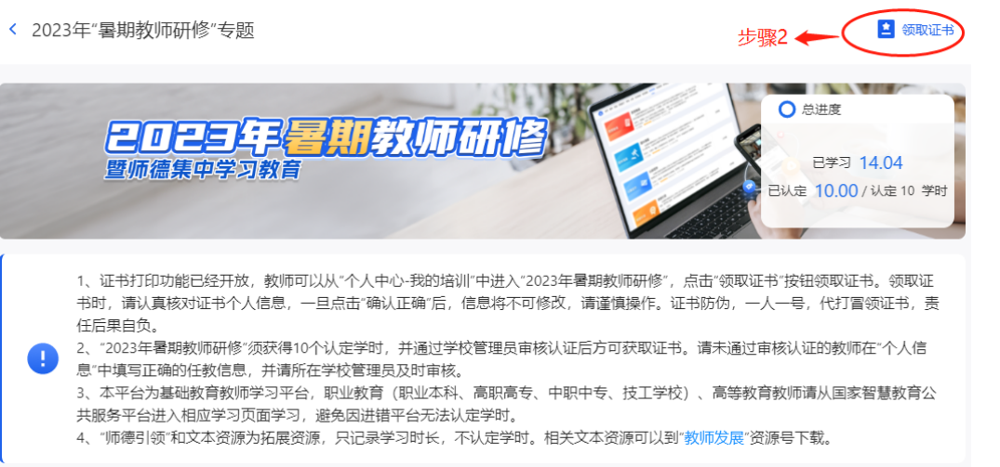 2023年“暑期教师研修”专题
步骤2
领取证书
2023年暑期教师研修
暨师德集中学习教育
总进度
已学习 14.04
已认定 10.00 / 认定 10 学时
1、证书打印功能已经开放，教师可以从“个人中心-我的培训”中进入“2023年暑期教师研修”，点击“领取证书”按钮领取证书。领取证
书时，请认真核对证书个人信息，一旦点击“确认正确”后，信息将不可修改，请谨慎操作。证书防伪，一人一号，代打冒领证书，责
任后果自负。
2、“2023年暑期教师研修”须获得10个认定学时，并通过学校管理员审核认证后方可获取证书。请未通过审核认证的教师在“个人信
息”中填写正确的任教信息，并请所在学校管理员及时审核。
3、本平台为基础教育教师学习平台，职业教育（职业本科、高职高专、中职中专、技工学校）、高等教育教师请从国家智慧教育公
共服务平台进入相应学习页面学习，避免因进错平台无法认定学时。
4、“师德引领”和文本资源为拓展资源，只记录学习时长，不认定学时。相关文本资源可以到“教师发展”资源号下载。